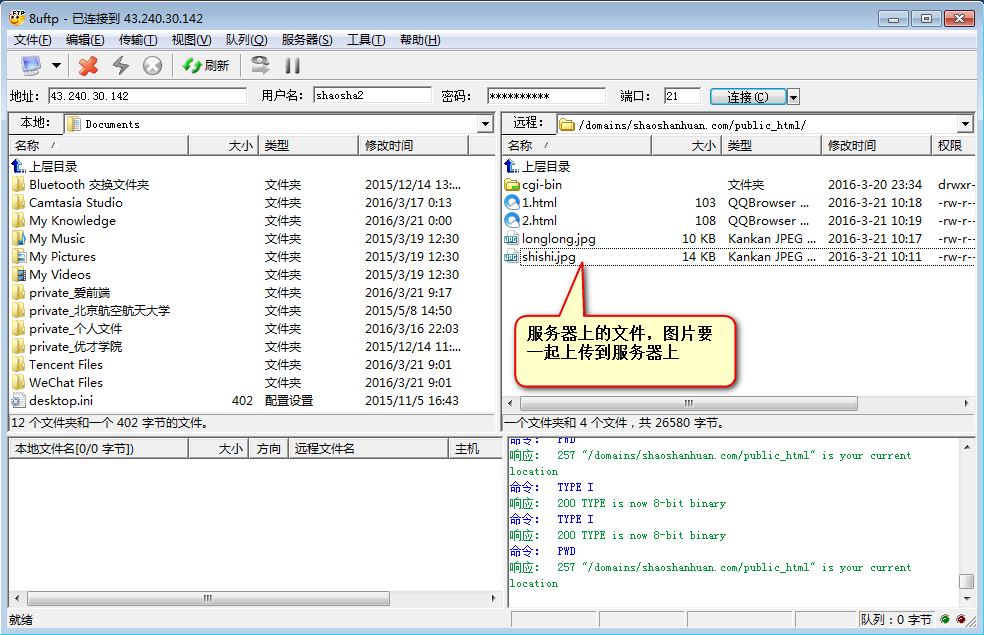 8uftp - 已连接到 43.240.30.142
文件(F) 编辑(E) 传输(T) 视图(V) 队列(Q) 服务器(S) 工具(T) 帮助(H)
刷新
地址: 43.240.30.142 用户名: shaosha2 密码: ********** 端口: 21 连接(C)
本地: Documents
名称 大小 类型 修改时间
上层目录
Bluetooth 交换文件夹 文件夹 2015/12/14 13:...
Camtasia Studio 文件夹 2016/3/17 0:13
My Knowledge 文件夹 2016/3/21 0:00
My Music 文件夹 2015/3/19 12:30
My Pictures 文件夹 2015/3/19 12:30
My Videos 文件夹 2015/3/19 12:30
private_爱前端 文件夹 2016/3/21 9:17
private_北京航空航天大学 文件夹 2015/5/8 14:50
private_个人文件 文件夹 2016/3/16 22:03
private_优才学院 文件夹 2015/12/14 11:...
Tencent Files 文件夹 2016/3/21 9:01
WeChat Files 文件夹 2016/3/21 9:01
desktop.ini 402 配置设置 2015/11/5 16:43
12 个文件夹和一个 402 字节的文件。
远程: /domains/shaoshanhuan.com/public_html/
名称 大小 类型 修改时间 权限
上层目录
cgi-bin 文件夹 2016-3-20 23:34 drwxr-
1.html 103 QQBrowser ... 2016-3-21 10:18 -rw-r--
2.html 108 QQBrowser ... 2016-3-21 10:19 -rw-r--
longlong.jpg 10 KB Kankan JPEG ... 2016-3-21 10:17 -rw-r--
shishi.jpg 14 KB Kankan JPEG ... 2016-3-21 10:11 -rw-r--
服务器上的文件，图片要
一起上传到服务器上
一个文件夹和 4 个文件，共 26580 字节。
本地文件名[0/0 字节]) 大小 方向 远程文件名 主机
命令: PWD
响应: 257 "/domains/shaoshanhuan.com/public_html" is your current
location
命令: TYPE I
响应: 200 TYPE is now 8-bit binary
命令: TYPE I
响应: 200 TYPE is now 8-bit binary
命令: PWD
响应: 257 "/domains/shaoshanhuan.com/public_html" is your current
location
就绪 队列：0 字节